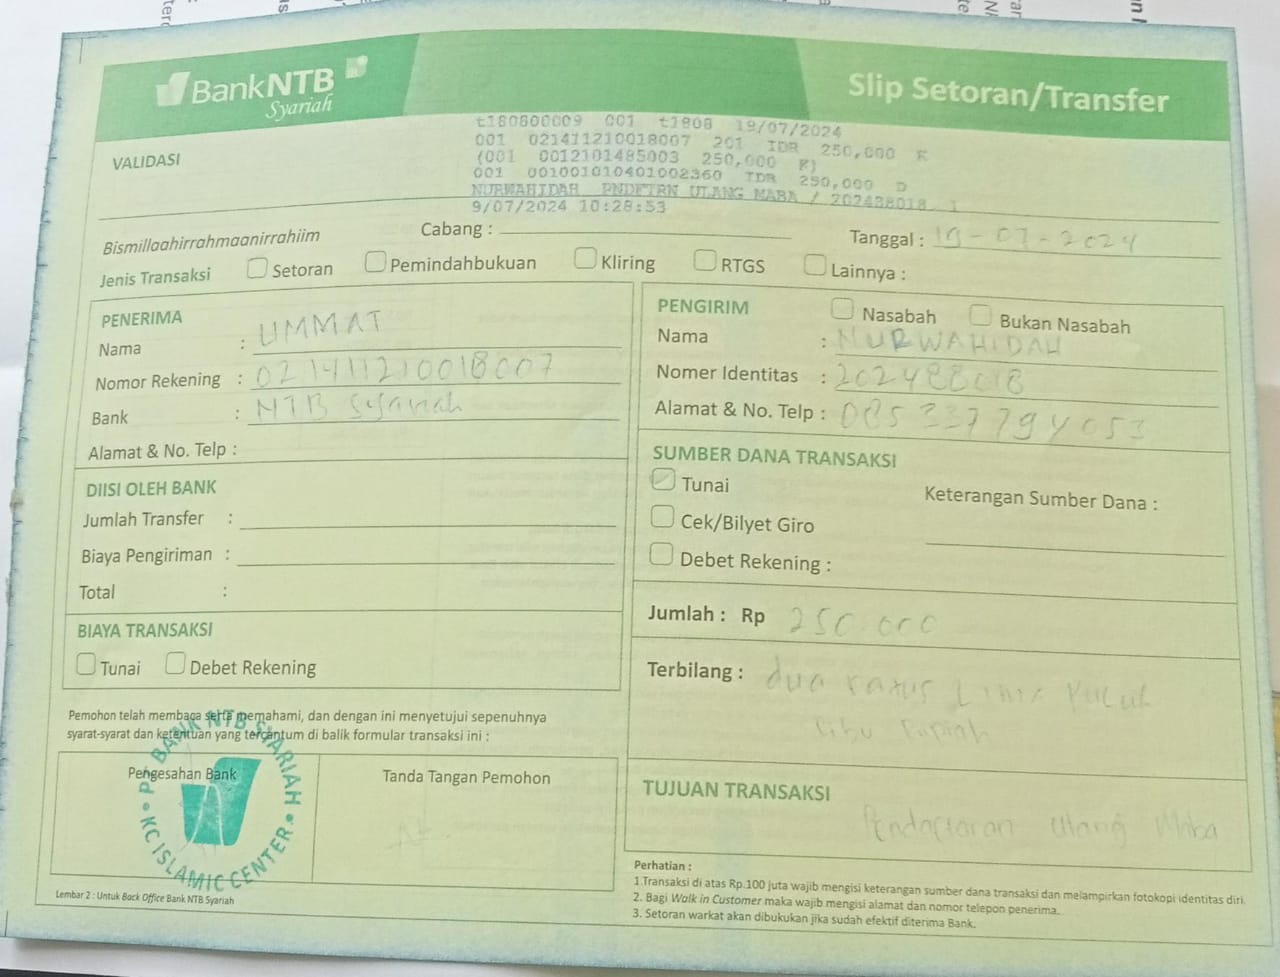 BankNTB
Syariah
Slip Setoran/Transfer
VALIDASI
t180800009 001 t1808 19/07/2024
001 021411210018007 201 IDR 250,000 K
(001 0012101485003 250,000 K)
001 001001010401002360 IDR 250,000 D
NURWAHIDAH PNDFTRN ULANG MABA / 202488018 1
9/07/2024 10:28:53
Bismillaahirrahmaanirrahiim
Cabang :
Tanggal : 19-07-2024
Jenis Transaksi Setoran Pemindahbukuan Kliring RTGS Lainnya :
PENERIMA
Nama : UMMAT
Nomor Rekening : 021411210018007
Bank : NTB Syariah
Alamat & No. Telp :
DIISI OLEH BANK
Jumlah Transfer :
Biaya Pengiriman :
Total :
BIAYA TRANSAKSI
Tunai Debet Rekening
PENGIRIM Nasabah Bukan Nasabah
Nama : NURWAHIDAH
Nomer Identitas : 202488018
Alamat & No. Telp : 085337794053
SUMBER DANA TRANSAKSI
Tunai
Keterangan Sumber Dana :
Cek/Bilyet Giro
Debet Rekening :
Jumlah : Rp 250.000
Terbilang : dua ratus Lima Puluh
ribu Rupiah
TUJUAN TRANSAKSI
Pendaftaran Ulang Maba
Pemohon telah membaca serta memahami, dan dengan ini menyetujui sepenuhnya
syarat-syarat dan ketentuan yang tercantum di balik formular transaksi ini :
Pengesahan Bank
Tanda Tangan Pemohon
PT. BANK NTB SYARIAH
KC ISLAMIC CENTER
Lembar 2 : Untuk Back Office Bank NTB Syariah
Perhatian :
1.Transaksi di atas Rp.100 juta wajib mengisi keterangan sumber dana transaksi dan melampirkan fotokopi identitas diri.
2. Bagi Walk in Customer maka wajib mengisi alamat dan nomor telepon penerima.
3. Setoran warkat akan dibukukan jika sudah efektif diterima Bank.